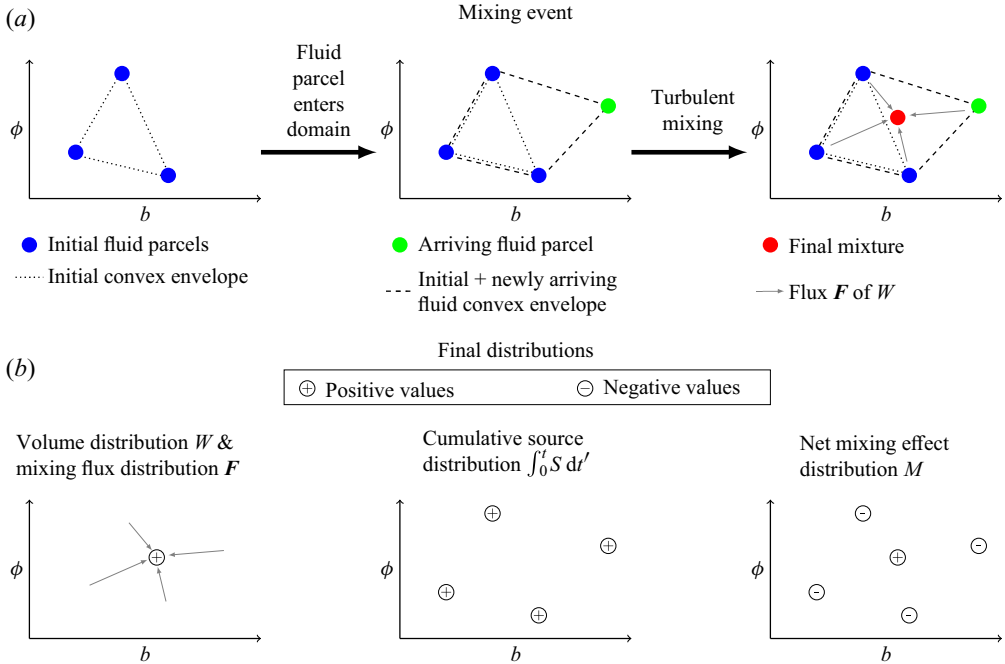 (a)
Mixing event
Fluid
parcel
enters
domain
Turbulent
mixing
ϕ
b
ϕ
b
ϕ
b
Initial fluid parcels
Initial convex envelope
Arriving fluid parcel
Initial + newly arriving
fluid convex envelope
Final mixture
Flux F of W
(b)
Final distributions
+ Positive values
- Negative values
Volume distribution W &
mixing flux distribution F
Cumulative source
distribution ∫₀ᵗ S dt′
Net mixing effect
distribution M
ϕ
+
b
ϕ
+
+
+
+
b
ϕ
-
-
+
-
-
b